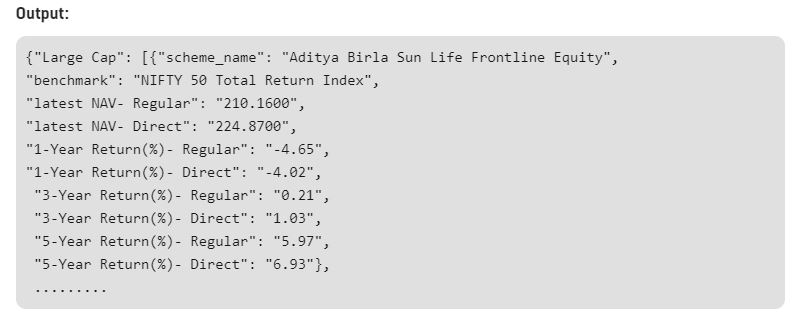 Output:
{"Large Cap": [{"scheme_name": "Aditya Birla Sun Life Frontline Equity",
"benchmark": "NIFTY 50 Total Return Index",
"latest NAV- Regular": "210.1600",
"latest NAV- Direct": "224.8700",
"1-Year Return(%)- Regular": "-4.65",
"1-Year Return(%)- Direct": "-4.02",
"3-Year Return(%)- Regular": "0.21",
"3-Year Return(%)- Direct": "1.03",
"5-Year Return(%)- Regular": "5.97",
"5-Year Return(%)- Direct": "6.93"},
.........